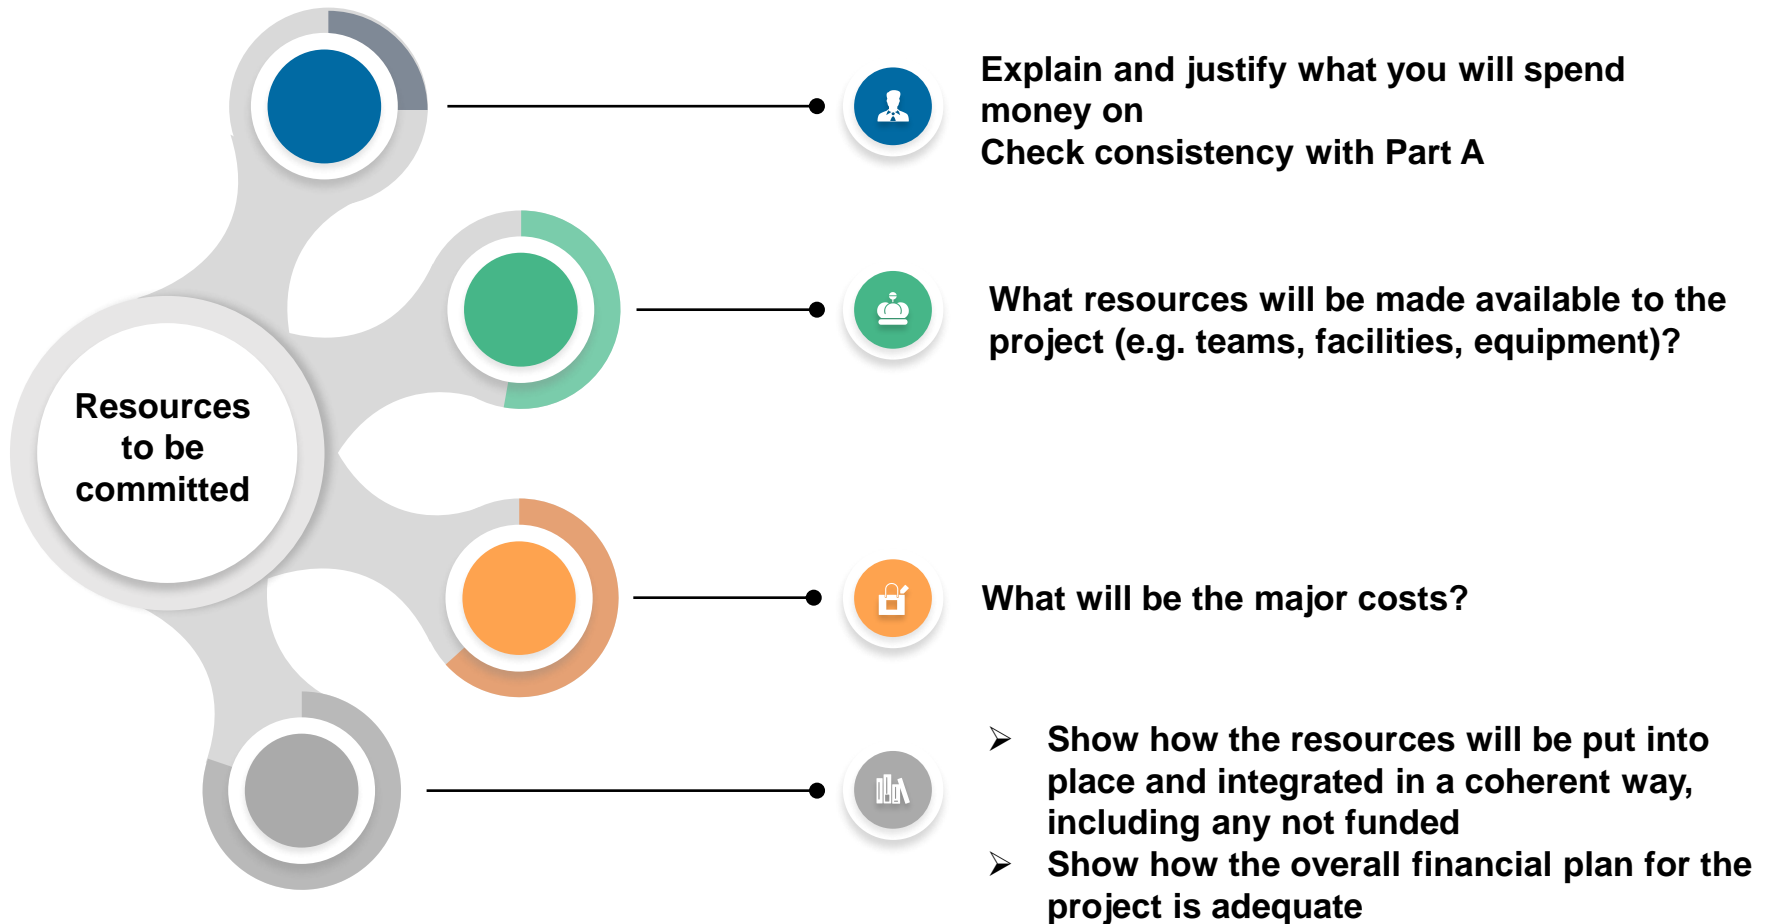 Explain and justify what you will spend
money on
Check consistency with Part A
What resources will be made available to the
project (e.g. teams, facilities, equipment)?
Resources
to be
committed
What will be the major costs?
➢ Show how the resources will be put into
place and integrated in a coherent way,
including any not funded
➢ Show how the overall financial plan for the
project is adequate